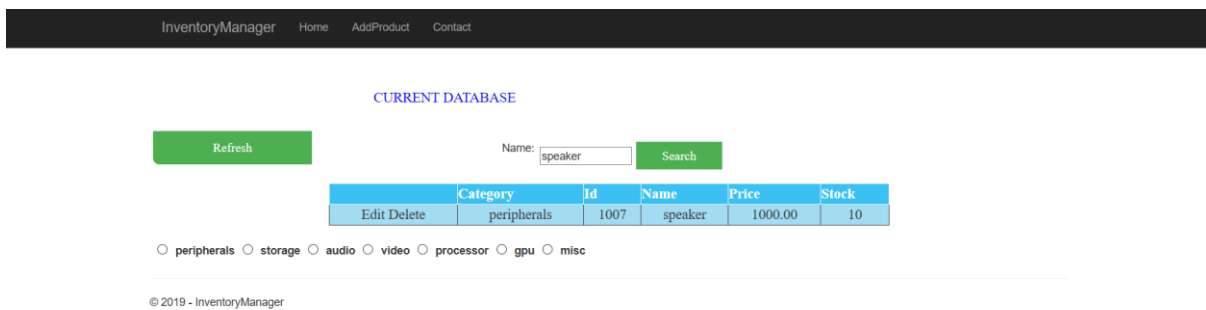 InventoryManager Home AddProduct Contact
CURRENT DATABASE
Refresh Name: speaker Search
Category Id Name Price Stock
Edit Delete peripherals 1007 speaker 1000.00 10
peripherals storage audio video processor gpu misc
© 2019 - InventoryManager